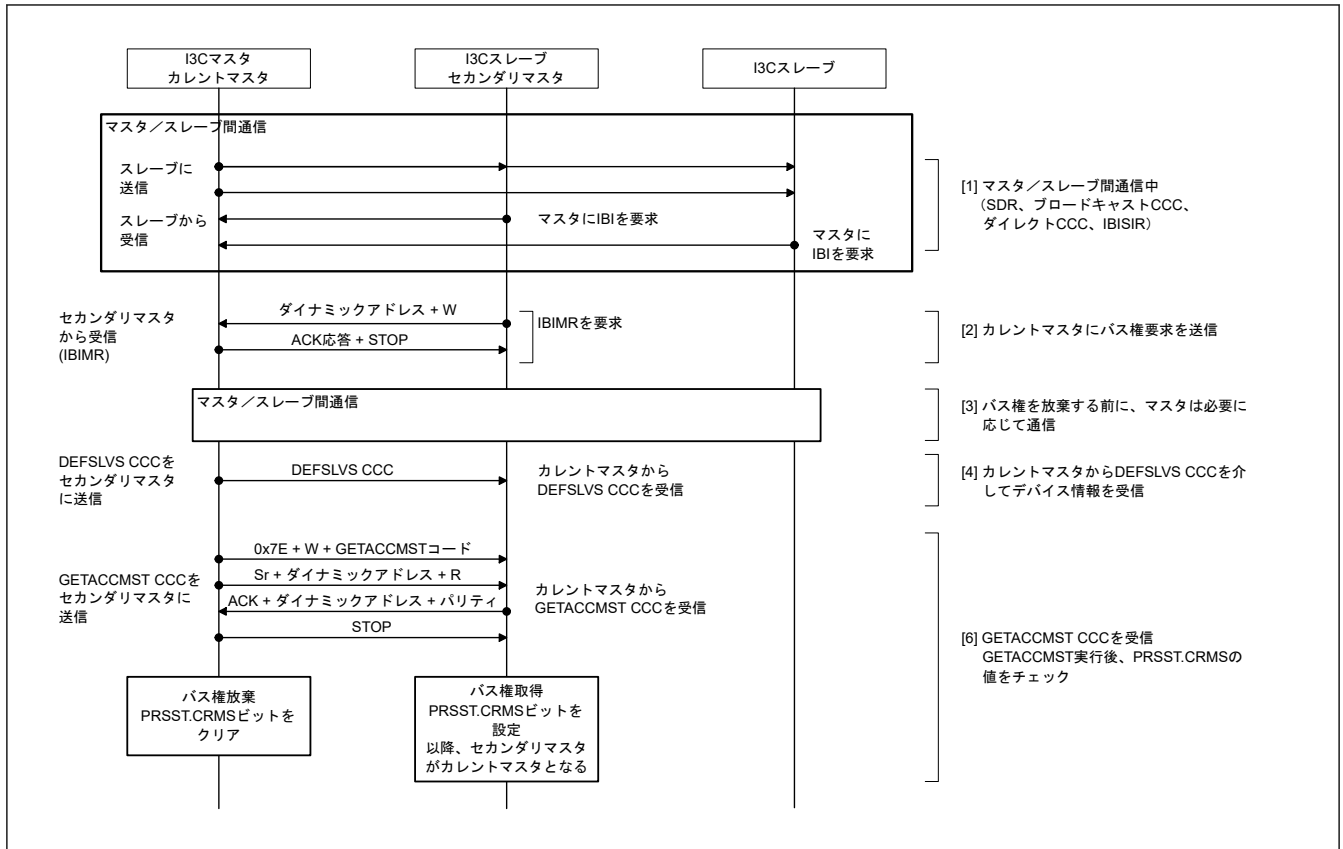 I3Cマスタ
カレントマスタ
I3Cスレーブ
セカンダリマスタ
I3Cスレーブ
マスタ／スレーブ間通信
スレーブに
送信
スレーブから
受信
マスタにIBIを要求
マスタに
IBIを要求
[1] マスタ／スレーブ間通信中
（SDR、ブロードキャストCCC、
ダイレクトCCC、IBISIR）
セカンダリマスタ
から受信
(IBIMR)
ダイナミックアドレス + W
ACK応答 + STOP
IBIMRを要求
[2] カレントマスタにバス権要求を送信
マスタ／スレーブ間通信
[3] バス権を放棄する前に、マスタは必要に
応じて通信
DEFSLVS CCCを
セカンダリマスタ
に送信
DEFSLVS CCC
カレントマスタから
DEFSLVS CCCを受信
[4] カレントマスタからDEFSLVS CCCを介
してデバイス情報を受信
GETACCMST CCCを
セカンダリマスタに
送信
0x7E + W + GETACCMSTコード
Sr + ダイナミックアドレス + R
ACK + ダイナミックアドレス + パリティ
STOP
カレントマスタから
GETACCMST CCCを受信
[6] GETACCMST CCCを受信
GETACCMST実行後、PRSST.CRMSの
値をチェック
バス権放棄
PRSST.CRMSビットを
クリア
バス権取得
PRSST.CRMSビットを
設定
以降、セカンダリマスタ
がカレントマスタとなる